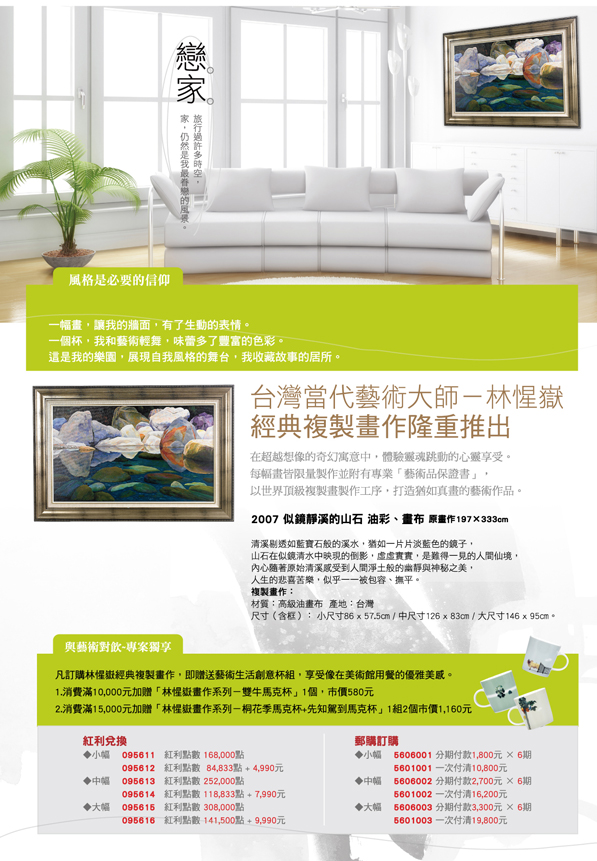 戀家。
旅行過許多時空,
家,仍然是我最眷戀的風景。
風格是必要的信仰
一幅畫,讓我的牆面,有了生動的表情。
一個杯,我和藝術輕舞,味蕾多了豐富的色彩。
這是我的樂園,展現自我風格的舞台,我收藏故事的居所。
台灣當代藝術大師－林惺嶽
經典複製畫作隆重推出
在超越想像的奇幻寓意中,體驗靈魂跳動的心靈享受。
每幅畫皆限量製作並附有專業「藝術品保證書」,
以世界頂級複製畫製作工序,打造猶如真畫的藝術作品。
2007 似鏡靜溪的山石 油彩、畫布 原畫作197×333cm
清溪剔透如藍寶石般的溪水,猶如一片片淡藍色的鏡子,
山石在似鏡清水中映現的倒影,虛虛實實,是難得一見的人間仙境,
內心隨著原始清溪感受到人間淨土般的幽靜與神秘之美,
人生的悲喜苦樂,似乎一一被包容、撫平。
複製畫作:
材質:高級油畫布 產地:台灣
尺寸(含框): 小尺寸86 x 57.5cm / 中尺寸126 x 83cm / 大尺寸146 x 95cm。
與藝術對飲-專案獨享
凡訂購林惺嶽經典複製畫作,即贈送藝術生活創意杯組,享受像在美術館用餐的優雅美感。
1.消費滿10,000元加贈「林惺嶽畫作系列－雙牛馬克杯」1個,市價580元
2.消費滿15,000元加贈「林惺嶽畫作系列－桐花季馬克杯+先知駕到馬克杯」1組2個市價1,160元
紅利兌換
◆小幅 095611 紅利點數 168,000點
095612 紅利點數 84,833點 + 4,990元
◆中幅 095613 紅利點數 252,000點
095614 紅利點數 118,833點 + 7,990元
◆大幅 095615 紅利點數 308,000點
095616 紅利點數 141,500點 + 9,990元
郵購訂購
◆小幅 5606001 分期付款1,800元 × 6期
5601001 一次付清10,800元
◆中幅 5606002 分期付款2,700元 × 6期
5601002 一次付清16,200元
◆大幅 5606003 分期付款3,300元 × 6期
5601003 一次付清19,800元